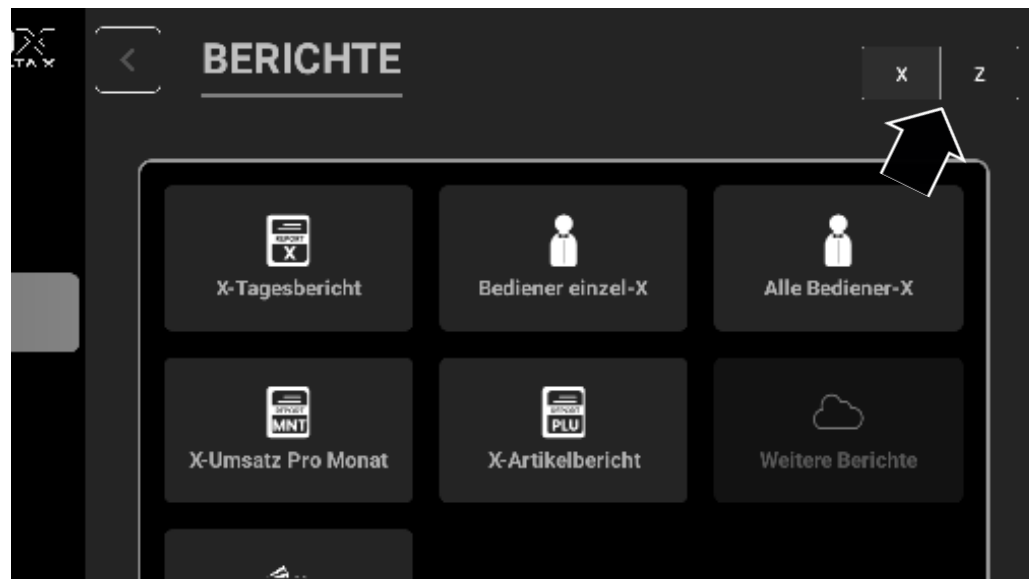 BERICHTE
X Z
REPORT
X
X-Tagesbericht
Bediener einzel-X
Alle Bediener-X
REPORT
MNT
X-Umsatz Pro Monat
REPORT
PLU
X-Artikelbericht
Weitere Berichte